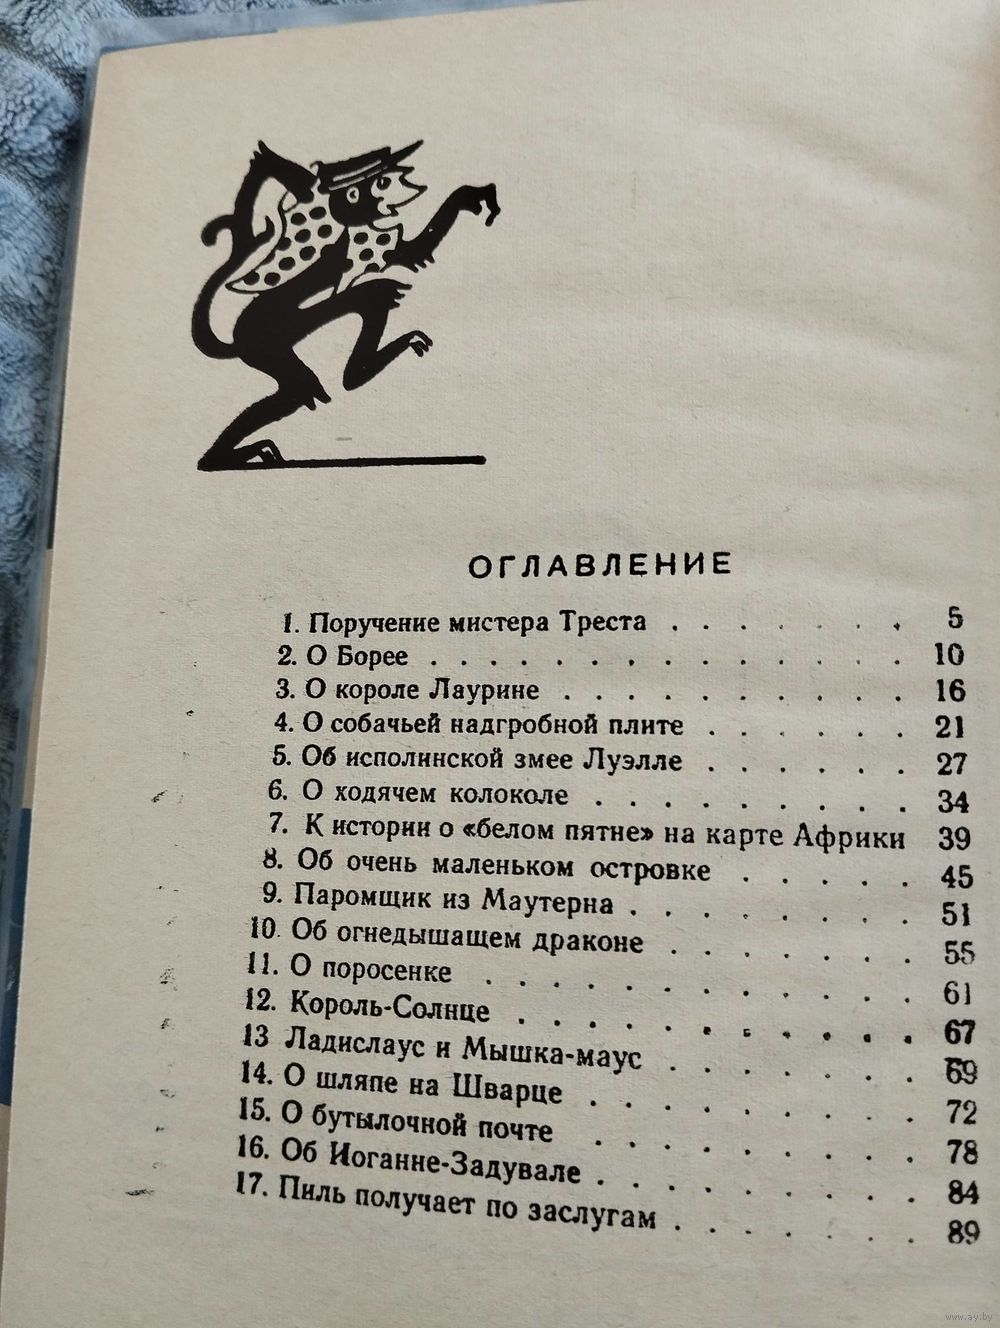 ОГЛАВЛЕНИЕ
1. Поручение мистера Треста . . . . . . . 5
2. О Борее . . . . . . . . . . . . . 10
3. О короле Лаурине . . . . . . . . . . 16
4. О собачьей надгробной плите . . . . . . 21
5. Об исполинской змее Луэлле . . . . . . 27
6. О ходячем колоколе . . . . . . . . . 34
7. К истории о «белом пятне» на карте Африки 39
8. Об очень маленьком островке . . . . . 45
9. Паромщик из Маутерна . . . . . . . . 51
10. Об огнедышащем драконе . . . . . . . 55
11. О поросенке . . . . . . . . . . . . 61
12. Король-Солнце . . . . . . . . . . . 67
13 Ладислаус и Мышка-маус . . . . . . . 69
14. О шляпе на Шварце . . . . . . . . . 72
15. О бутылочной почте . . . . . . . . . 78
16. Об Иоганне-Задувале . . . . . . . . . 84
17. Пиль получает по заслугам . . . . . . . 89
www.ay.by